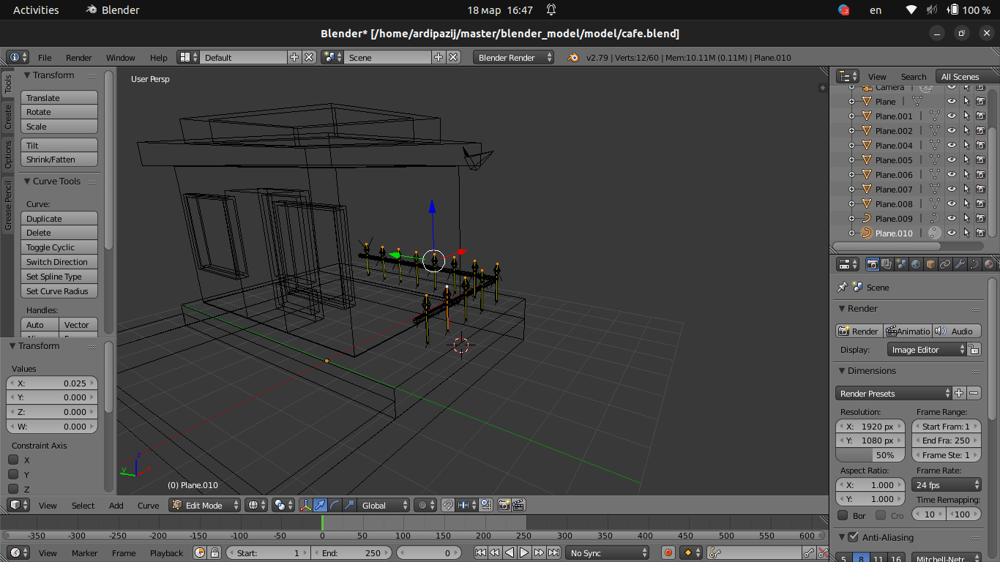 Activities Blender 18 мар 16:47 en 100 %
Blender* [/home/ardipazij/master/blender_model/model/cafe.blend]
File Render Window Help Default Scene Blender Render v2.79 | Verts:12/60 | Mem:10.11M (0.11M) | Plane.010
Tools
Create
Options
Grease Pencil
Transform
Translate
Rotate
Scale
Tilt
Shrink/Fatten
Curve Tools
Curve:
Duplicate
Delete
Toggle Cyclic
Switch Direction
Set Spline Type
Set Curve Radius
Handles:
Auto Vector
Transform
Values
X: 0.025
Y: 0.000
Z: 0.000
W: 0.000
Constraint Axis
X
Y
Z
User Persp
z
y x
(0) Plane.010
View Select Add Curve Edit Mode Global
-350 -300 -250 -200 -150 -100 -50 0 50 100 150 200 250 300 350 400 450 500 550 600
View Marker Frame Playback Start: 1 End: 250 0 No Sync
View Search All Scenes
Camera
Plane
Plane.001
Plane.002
Plane.004
Plane.005
Plane.006
Plane.007
Plane.008
Plane.009
Plane.010
Scene
Render
Render Animatio Audio
Display: Image Editor
Dimensions
Render Presets
Resolution: Frame Range:
X: 1920 px Start Fram: 1
Y: 1080 px End Fra: 250
50% Frame Ste: 1
Aspect Ratio: Frame Rate:
X: 1.000 24 fps
Y: 1.000 Time Remapping:
Bor Cro 10 100
Anti-Aliasing
5 8 11 16 Mitchell-Netr